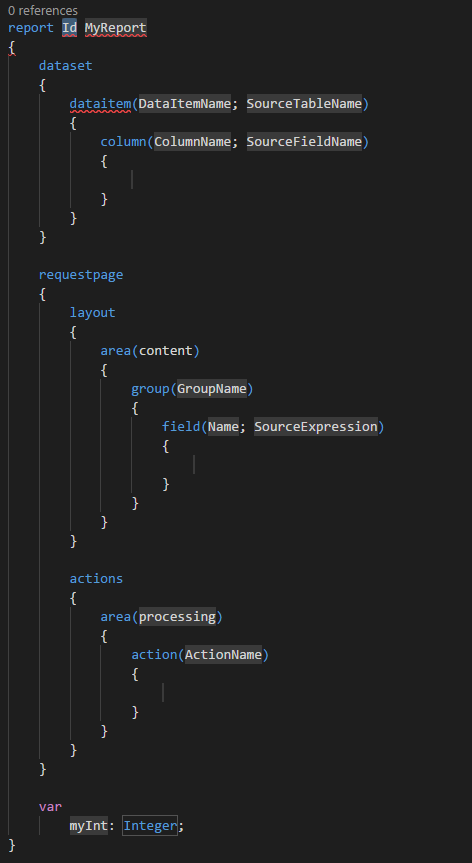 0 references
report Id MyReport
{
dataset
{
dataitem(DataItemName; SourceTableName)
{
column(ColumnName; SourceFieldName)
{
}
}
}
requestpage
{
layout
{
area(content)
{
group(GroupName)
{
field(Name; SourceExpression)
{
}
}
}
}
actions
{
area(processing)
{
action(ActionName)
{
}
}
}
}
var
myInt: Integer;
}